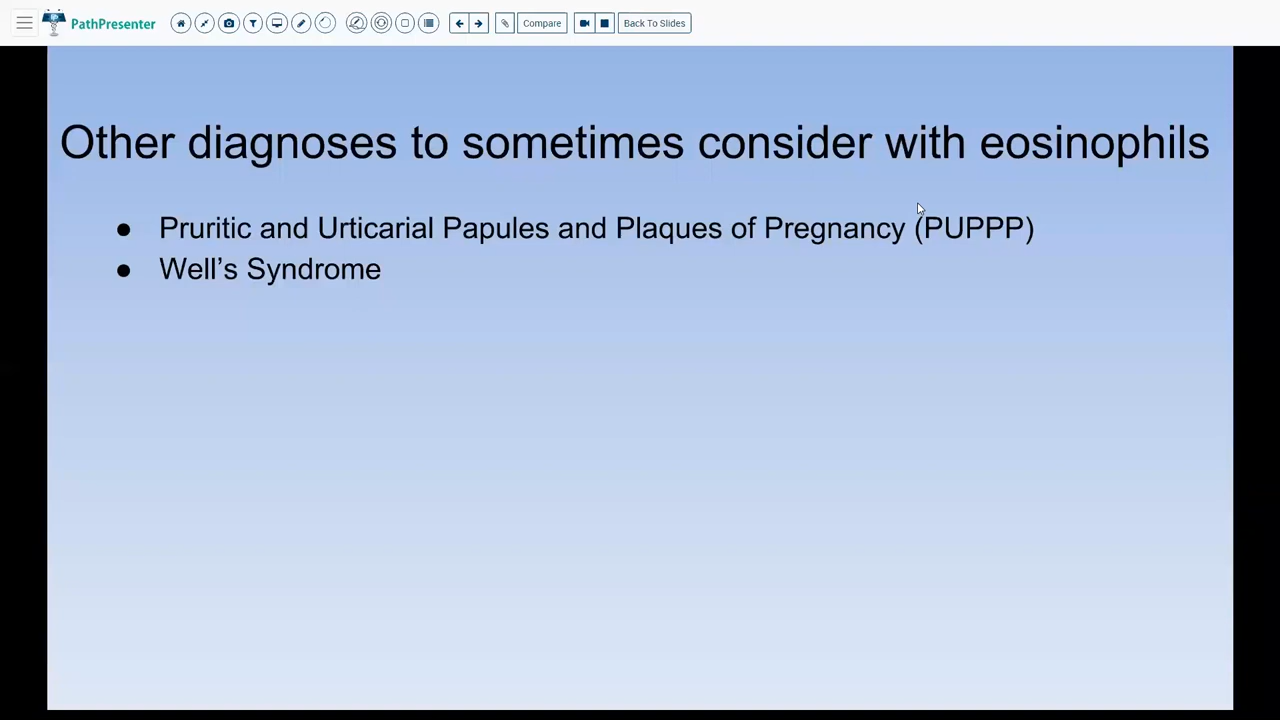 PathPresenter
Compare
Back To Slides
Other diagnoses to sometimes consider with eosinophils
● Pruritic and Urticarial Papules and Plaques of Pregnancy (PUPPP)
● Well’s Syndrome